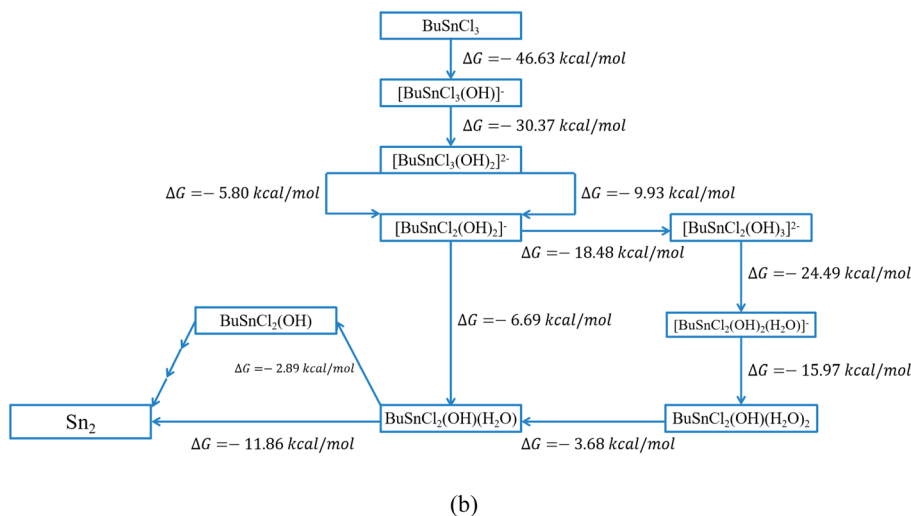 BuSnCl₃
ΔG =− 46.63 kcal/mol
[BuSnCl₃(OH)]⁻
ΔG =− 30.37 kcal/mol
[BuSnCl₃(OH)₂]²⁻
ΔG =− 5.80 kcal/mol
ΔG =− 9.93 kcal/mol
[BuSnCl₂(OH)₂]⁻
[BuSnCl₂(OH)₃]²⁻
ΔG =− 18.48 kcal/mol
ΔG =− 24.49 kcal/mol
BuSnCl₂(OH)
ΔG =− 6.69 kcal/mol
[BuSnCl₂(OH)₂(H₂O)]⁻
ΔG =− 2.89 kcal/mol
ΔG =− 15.97 kcal/mol
Sn₂
BuSnCl₂(OH)(H₂O)
BuSnCl₂(OH)(H₂O)₂
ΔG =− 11.86 kcal/mol
ΔG =− 3.68 kcal/mol
(b)